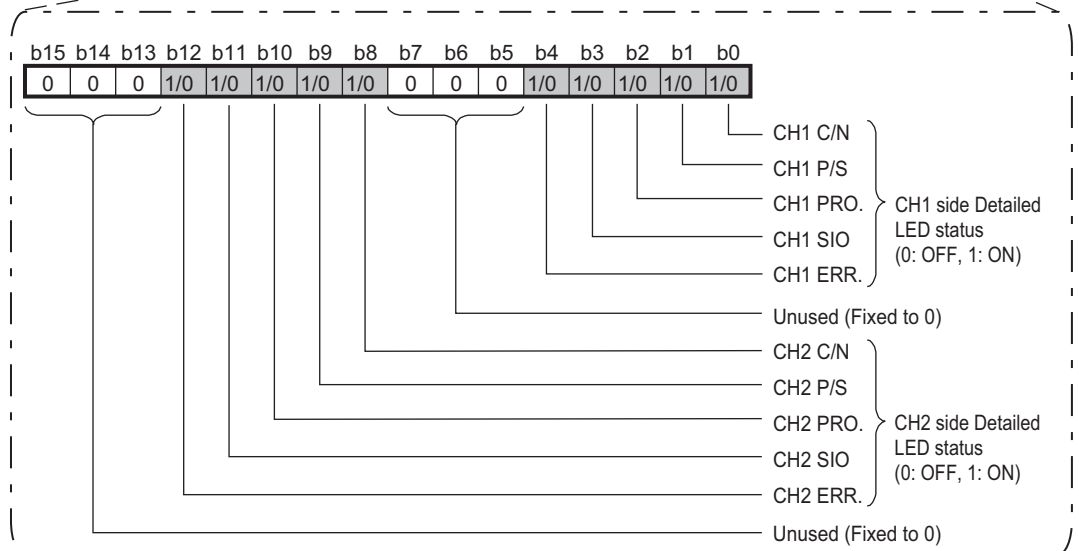 b15 b14 b13 b12 b11 b10 b9 b8 b7 b6 b5 b4 b3 b2 b1 b0
0 0 0 1/0 1/0 1/0 1/0 1/0 0 0 0 1/0 1/0 1/0 1/0 1/0
CH1 C/N
CH1 P/S
CH1 PRO.
CH1 SIO
CH1 ERR.
CH1 side Detailed
LED status
(0: OFF, 1: ON)
Unused (Fixed to 0)
CH2 C/N
CH2 P/S
CH2 PRO.
CH2 SIO
CH2 ERR.
CH2 side Detailed
LED status
(0: OFF, 1: ON)
Unused (Fixed to 0)